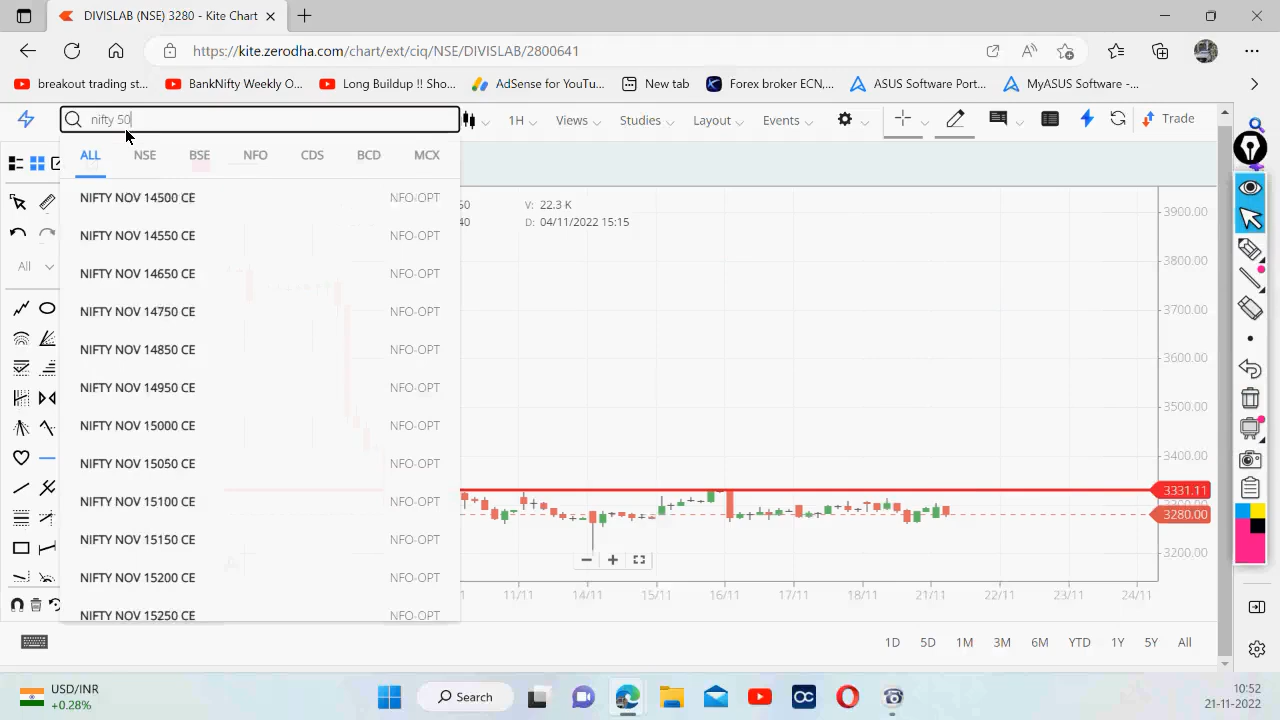 DIVISLAB (NSE) 3280 - Kite Chart
https://kite.zerodha.com/chart/ext/ciq/NSE/DIVISLAB/2800641
breakout trading st... BankNifty Weekly O... Long Buildup !! Sho... AdSense for YouTu... New tab Forex broker ECN,... ASUS Software Port... MyASUS Software -...
nifty 50 1H Views Studies Layout Events Trade
ALL NSE BSE NFO CDS BCD MCX
NIFTY NOV 14500 CE NFO-OPT
50 V: 22.3 K
40 D: 04/11/2022 15:15
NIFTY NOV 14550 CE NFO-OPT
All
NIFTY NOV 14650 CE NFO-OPT
NIFTY NOV 14750 CE NFO-OPT
NIFTY NOV 14850 CE NFO-OPT
NIFTY NOV 14950 CE NFO-OPT
NIFTY NOV 15000 CE NFO-OPT
NIFTY NOV 15050 CE NFO-OPT
NIFTY NOV 15100 CE NFO-OPT
NIFTY NOV 15150 CE NFO-OPT
NIFTY NOV 15200 CE NFO-OPT
NIFTY NOV 15250 CE NFO-OPT
3900.00
3800.00
3700.00
3600.00
3500.00
3400.00
3331.11
3280.00
3200.00
11/11 14/11 15/11 16/11 17/11 18/11 21/11 22/11 23/11 24/11
1D 5D 1M 3M 6M YTD 1Y 5Y All
USD/INR
+0.28%
Search
10:52
21-11-2022